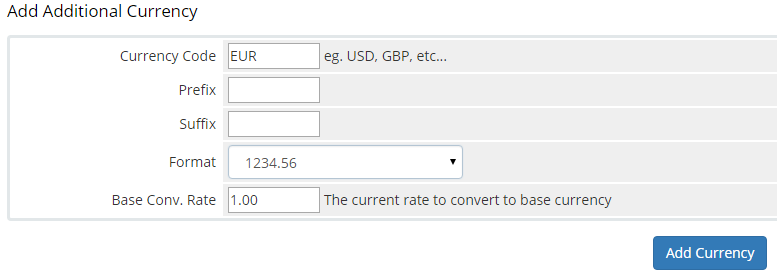 Add Additional Currency
Currency Code EUR eg. USD, GBP, etc...
Prefix
Suffix
Format 1234.56
Base Conv. Rate 1.00 The current rate to convert to base currency
Add Currency